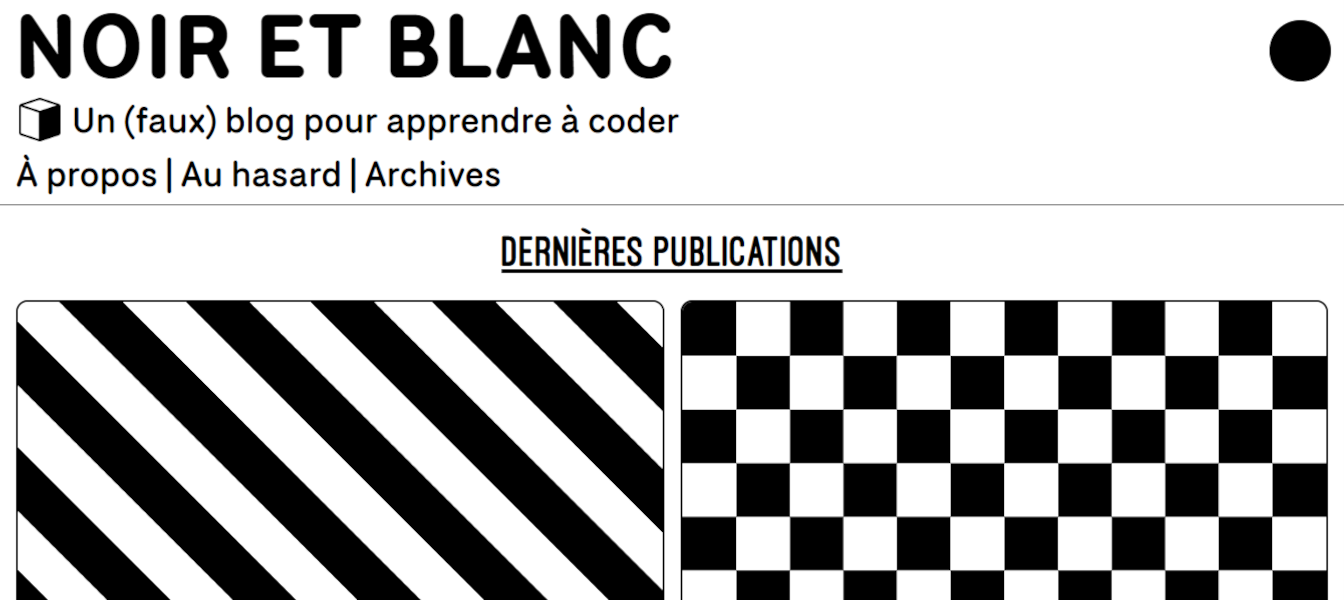 NOIR ET BLANC
Un (faux) blog pour apprendre à coder
À propos | Au hasard | Archives
DERNIÈRES PUBLICATIONS